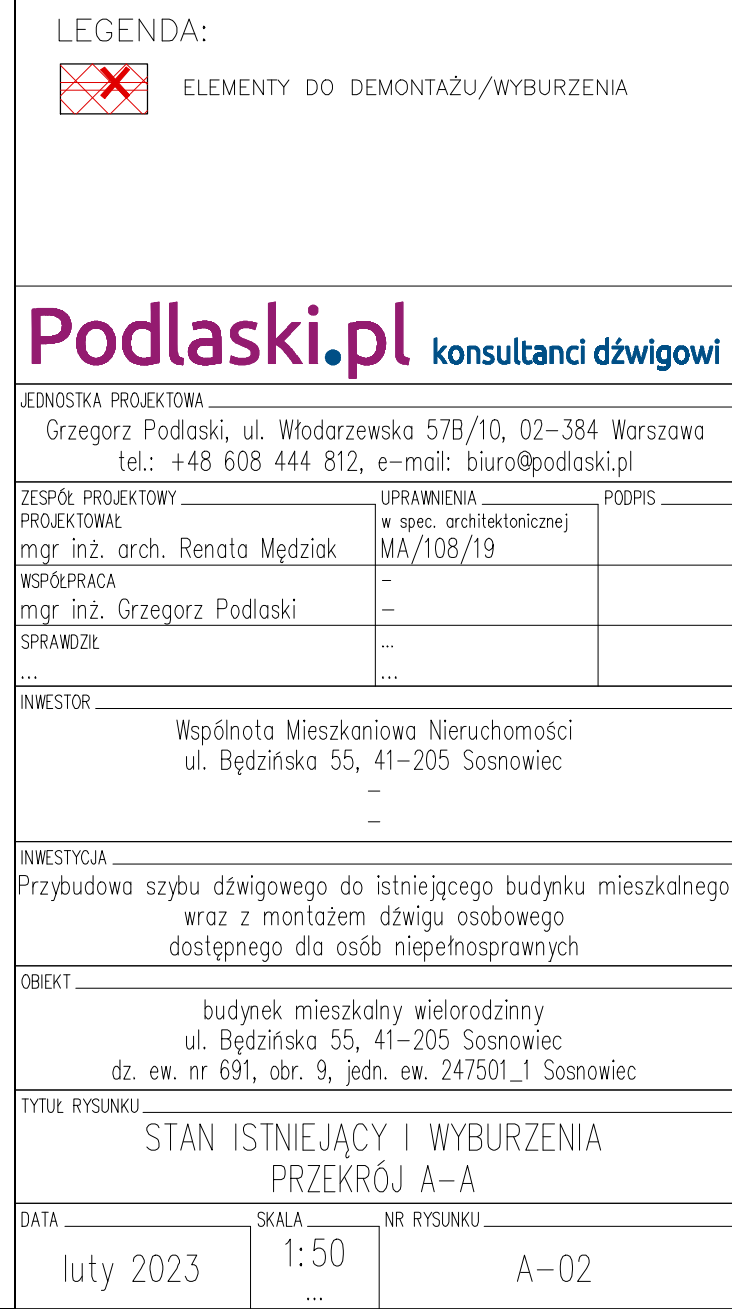 LEGENDA:
ELEMENTY DO DEMONTAŻU/WYBURZENIA
Podlaski.pl konsultanci dźwigowi
JEDNOSTKA PROJEKTOWA
Grzegorz Podlaski, ul. Włodarzewska 57B/10, 02-384 Warszawa
tel.: +48 608 444 812, e-mail: biuro@podlaski.pl
ZESPÓŁ PROJEKTOWY UPRAWNIENIA PODPIS
PROJEKTOWAŁ w spec. architektonicznej
mgr inż. arch. Renata Mędziak MA/108/19
WSPÓŁPRACA -
mgr inż. Grzegorz Podlaski -
SPRAWDZIŁ ...
... ...
INWESTOR
Wspólnota Mieszkaniowa Nieruchomości
ul. Będzińska 55, 41-205 Sosnowiec
-
-
INWESTYCJA
Przybudowa szybu dźwigowego do istniejącego budynku mieszkalnego
wraz z montażem dźwigu osobowego
dostępnego dla osób niepełnosprawnych
OBIEKT
budynek mieszkalny wielorodzinny
ul. Będzińska 55, 41-205 Sosnowiec
dz. ew. nr 691, obr. 9, jedn. ew. 247501_1 Sosnowiec
TYTUŁ RYSUNKU
STAN ISTNIEJĄCY I WYBURZENIA
PRZEKRÓJ A-A
DATA SKALA NR RYSUNKU
luty 2023 1:50 A-02
...